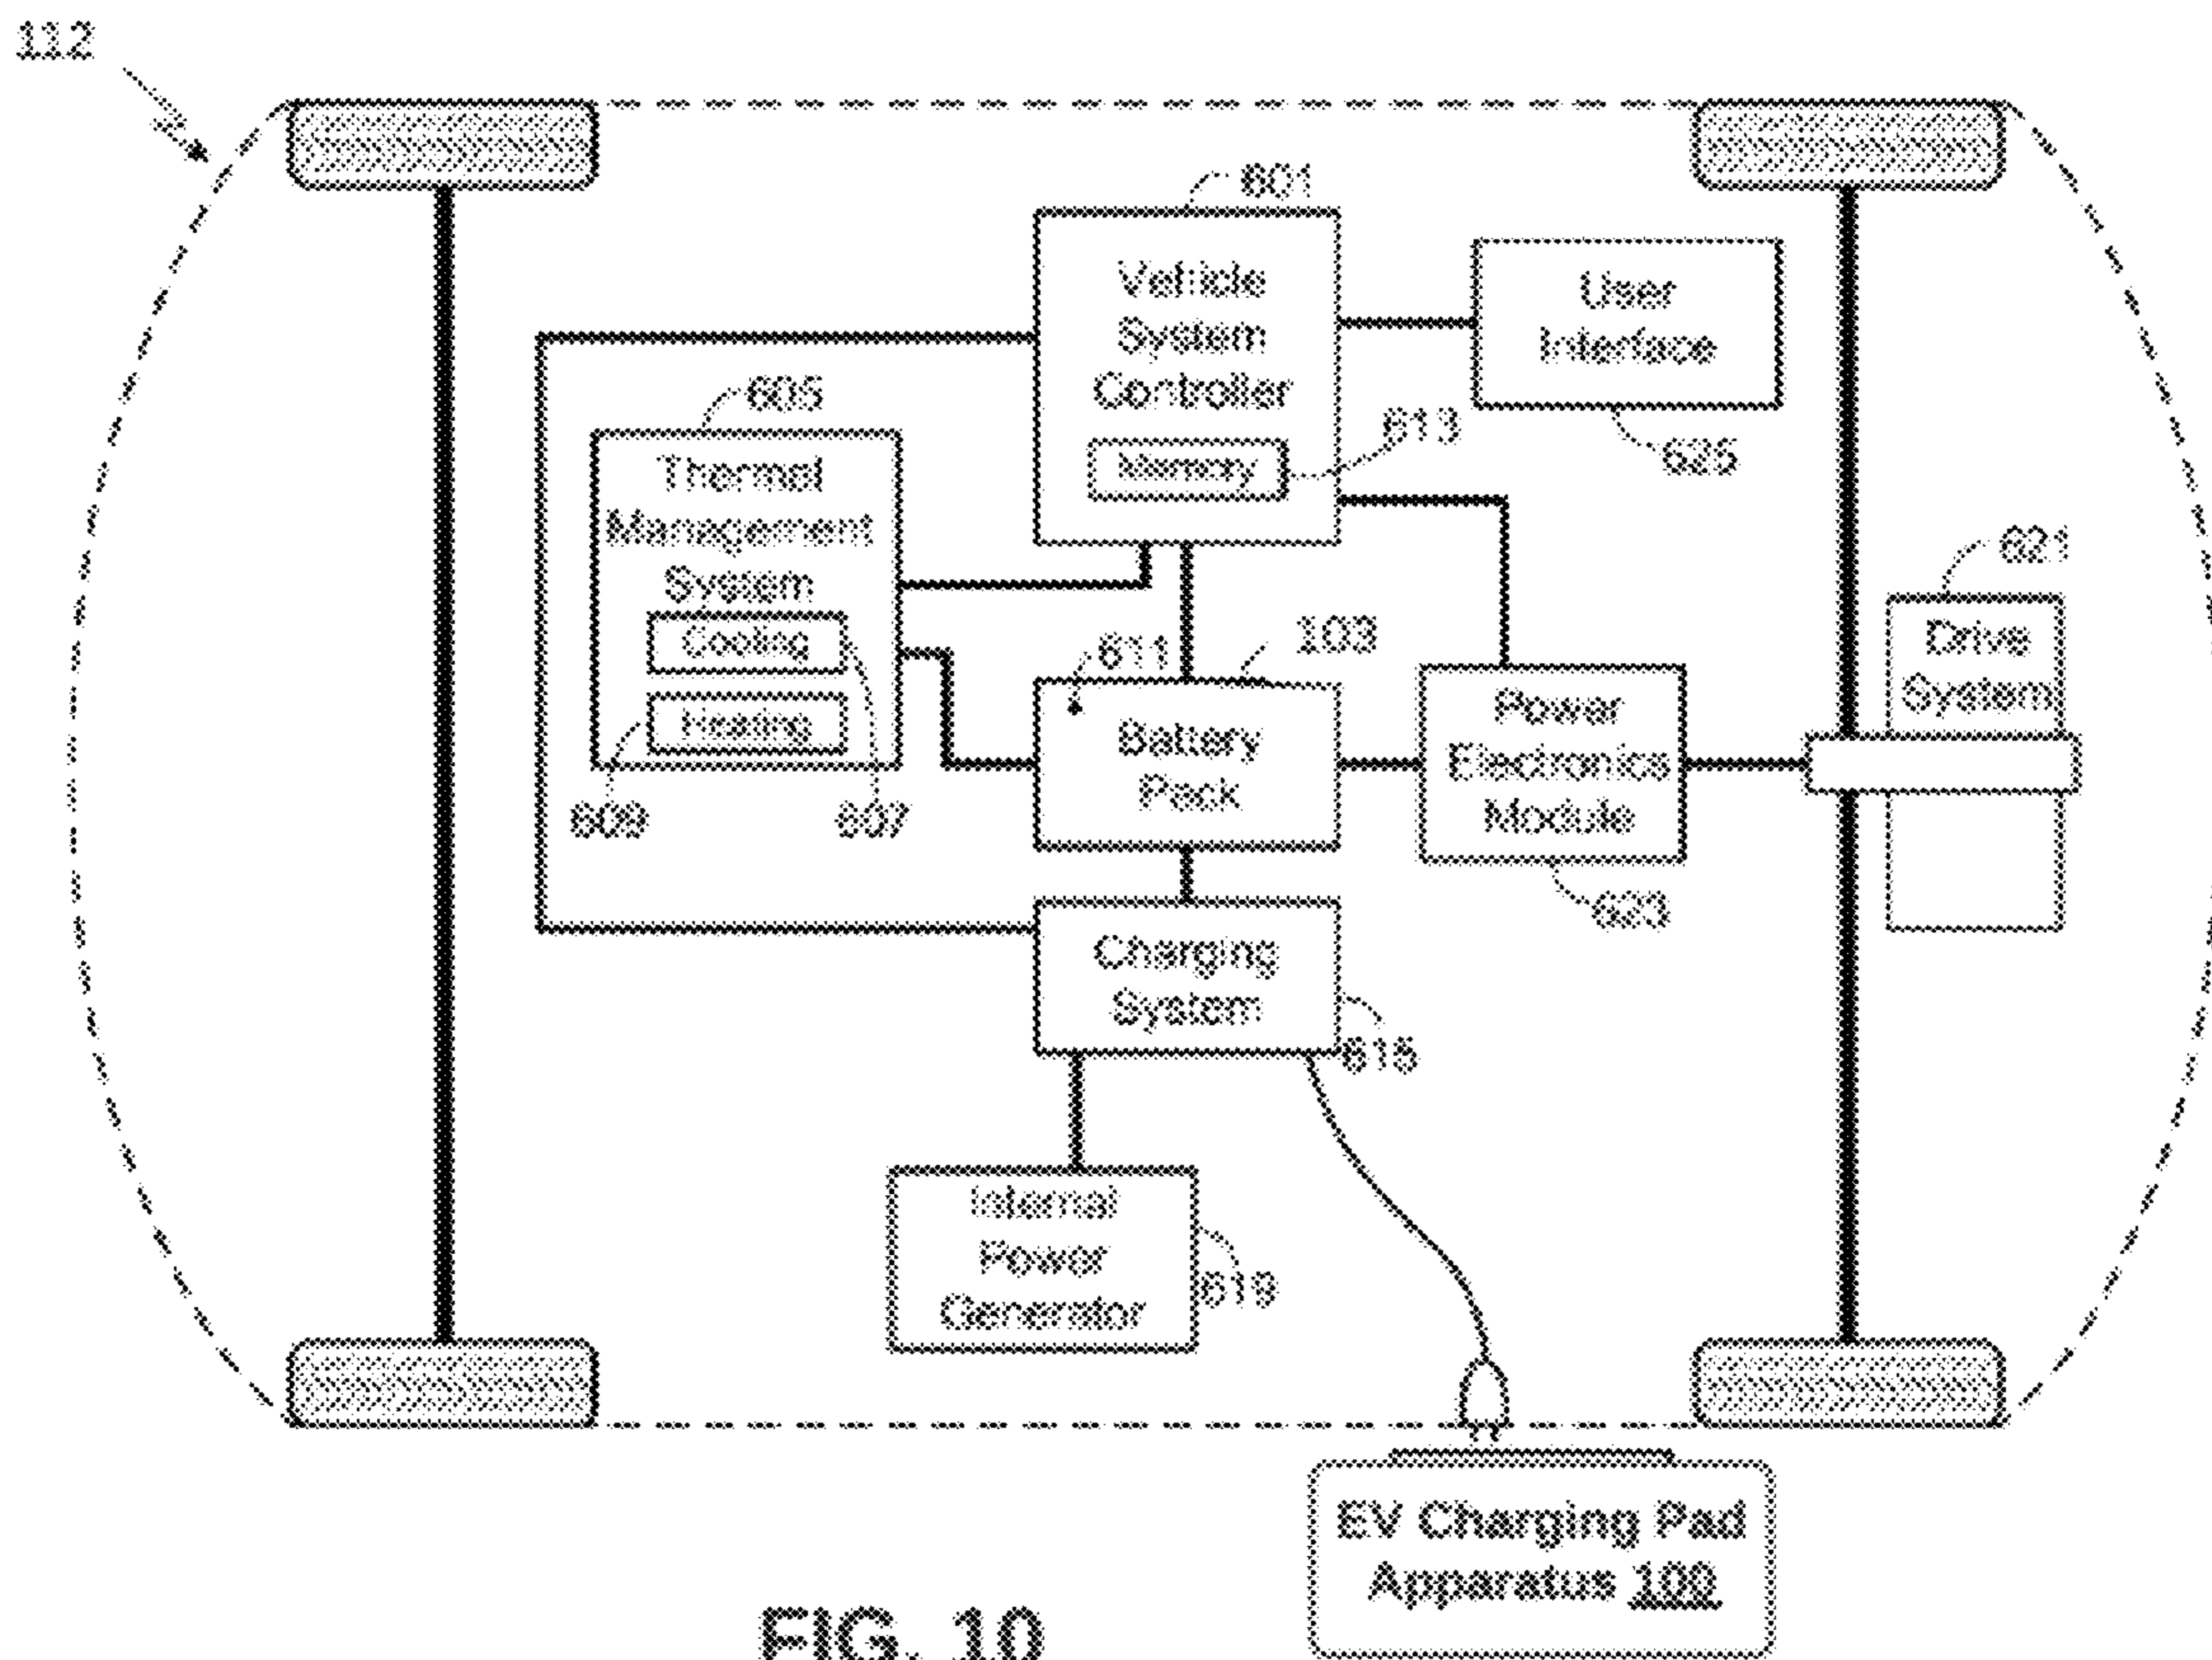 112
601
Vehicle
System
Controller
Memory
613
User
Interface
625
605
Thermal
Management
System
Cooling
Heating
609
607
611
103
Battery
Pack
Power
Electronics
Module
623
621
Drive
System
Charging
System
615
Internal
Power
Generator
619
EV Charging Pad
Apparatus 100
FIG. 10